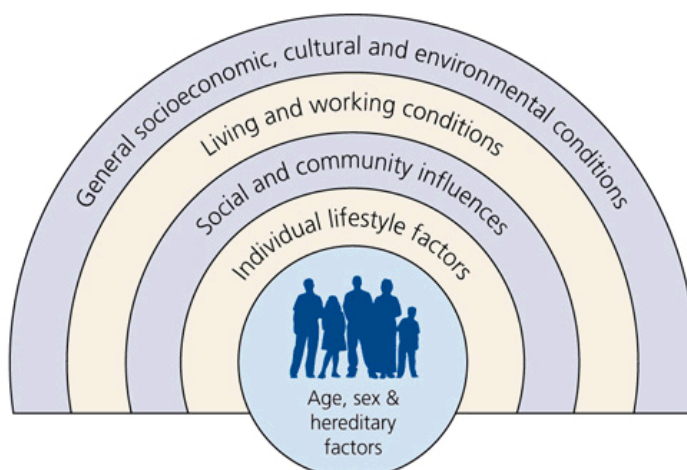 General socioeconomic, cultural and environmental conditions
Living and working conditions
Social and community influences
Individual lifestyle factors
Age, sex &
hereditary
factors